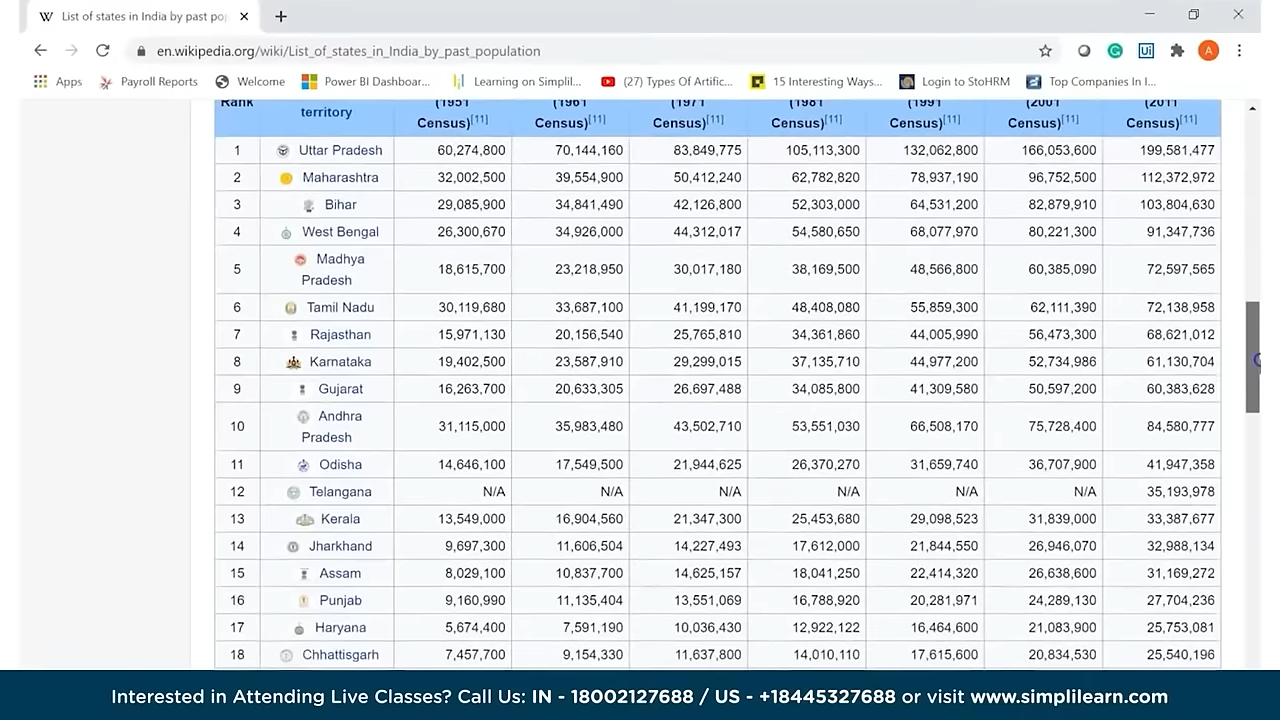 List of states in India by past po
en.wikipedia.org/wiki/List_of_states_in_India_by_past_population
A
Apps Payroll Reports Welcome Power BI Dashboar... Learning on Simplil... (27) Types Of Artific... 15 Interesting Ways... Login to StoHRM Top Companies In I...
Rank territory (1951 Census)[11] (1961 Census)[11] (1971 Census)[11] (1981 Census)[11] (1991 Census)[11] (2001 Census)[11] (2011 Census)[11]
1 Uttar Pradesh 60,274,800 70,144,160 83,849,775 105,113,300 132,062,800 166,053,600 199,581,477
2 Maharashtra 32,002,500 39,554,900 50,412,240 62,782,820 78,937,190 96,752,500 112,372,972
3 Bihar 29,085,900 34,841,490 42,126,800 52,303,000 64,531,200 82,879,910 103,804,630
4 West Bengal 26,300,670 34,926,000 44,312,017 54,580,650 68,077,970 80,221,300 91,347,736
5 Madhya Pradesh 18,615,700 23,218,950 30,017,180 38,169,500 48,566,800 60,385,090 72,597,565
6 Tamil Nadu 30,119,680 33,687,100 41,199,170 48,408,080 55,859,300 62,111,390 72,138,958
7 Rajasthan 15,971,130 20,156,540 25,765,810 34,361,860 44,005,990 56,473,300 68,621,012
8 Karnataka 19,402,500 23,587,910 29,299,015 37,135,710 44,977,200 52,734,986 61,130,704
9 Gujarat 16,263,700 20,633,305 26,697,488 34,085,800 41,309,580 50,597,200 60,383,628
10 Andhra Pradesh 31,115,000 35,983,480 43,502,710 53,551,030 66,508,170 75,728,400 84,580,777
11 Odisha 14,646,100 17,549,500 21,944,625 26,370,270 31,659,740 36,707,900 41,947,358
12 Telangana N/A N/A N/A N/A N/A N/A 35,193,978
13 Kerala 13,549,000 16,904,560 21,347,300 25,453,680 29,098,523 31,839,000 33,387,677
14 Jharkhand 9,697,300 11,606,504 14,227,493 17,612,000 21,844,550 26,946,070 32,988,134
15 Assam 8,029,100 10,837,700 14,625,157 18,041,250 22,414,320 26,638,600 31,169,272
16 Punjab 9,160,990 11,135,404 13,551,069 16,788,920 20,281,971 24,289,130 27,704,236
17 Haryana 5,674,400 7,591,190 10,036,430 12,922,122 16,464,600 21,083,900 25,753,081
18 Chhattisgarh 7,457,700 9,154,330 11,637,800 14,010,110 17,615,600 20,834,530 25,540,196
Interested in Attending Live Classes? Call Us: IN - 18002127688 / US - +18445327688 or visit www.simplilearn.com